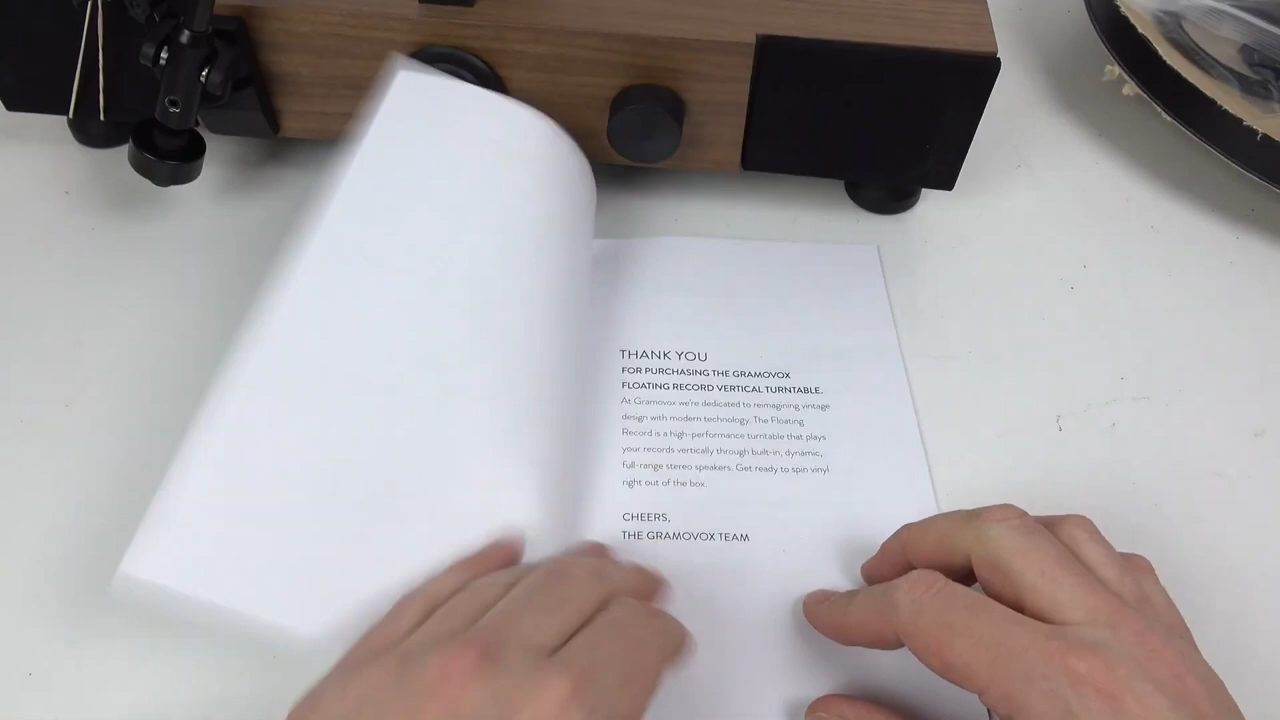 THANK YOU
FOR PURCHASING THE GRAMOVOX
FLOATING RECORD VERTICAL TURNTABLE.
At Gramovox we're dedicated to reimagining vintage
design with modern technology. The Floating
Record is a high-performance turntable that plays
your records vertically through built-in, dynamic,
full-range stereo speakers. Get ready to spin vinyl
right out of the box.
CHEERS,
THE GRAMOVOX TEAM